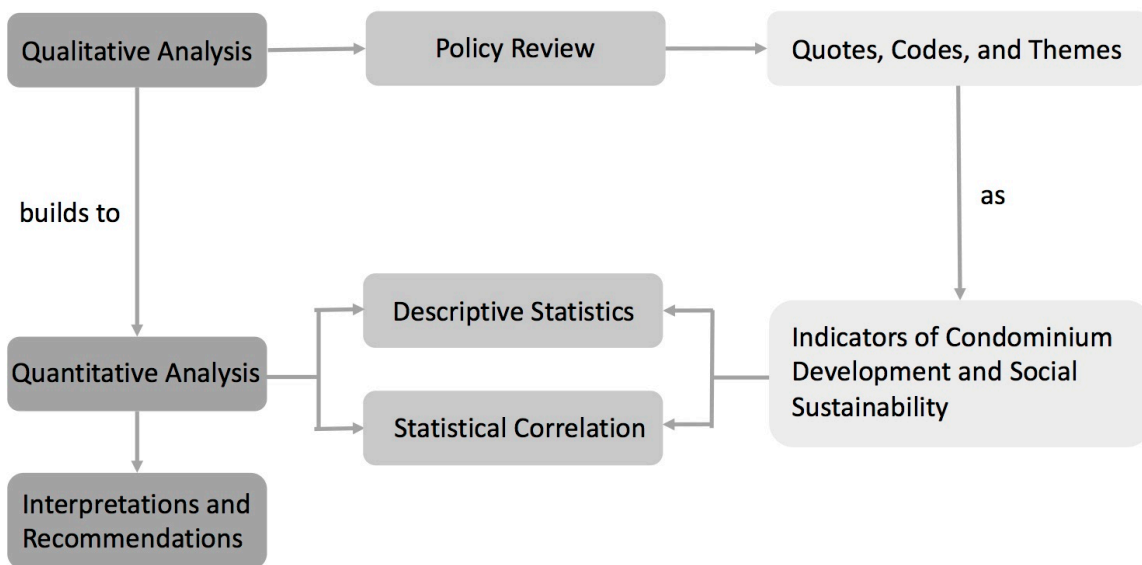 Qualitative Analysis
Policy Review
Quotes, Codes, and Themes
builds to
as
Descriptive Statistics
Indicators of Condominium
Development and Social
Sustainability
Quantitative Analysis
Statistical Correlation
Interpretations and
Recommendations